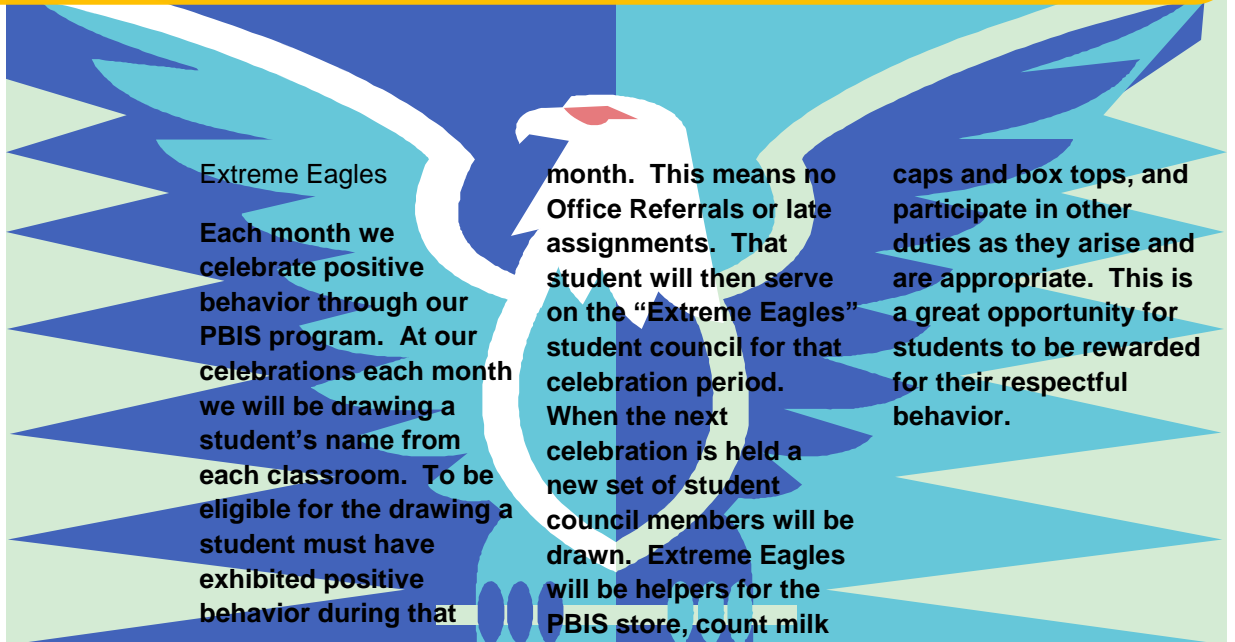 Extreme Eagles
Each month we
celebrate positive
behavior through our
PBIS program.  At our
celebrations each month
we will be drawing a
student’s name from
each classroom.  To be
eligible for the drawing a
student must have
exhibited positive
behavior during that
month.  This means no
Office Referrals or late
assignments.  That
student will then serve
on the “Extreme Eagles”
student council for that
celebration period.
When the next
celebration is held a
new set of student
council members will be
drawn.  Extreme Eagles
will be helpers for the
PBIS store, count milk
caps and box tops, and
participate in other
duties as they arise and
are appropriate.  This is
a great opportunity for
students to be rewarded
for their respectful
behavior.